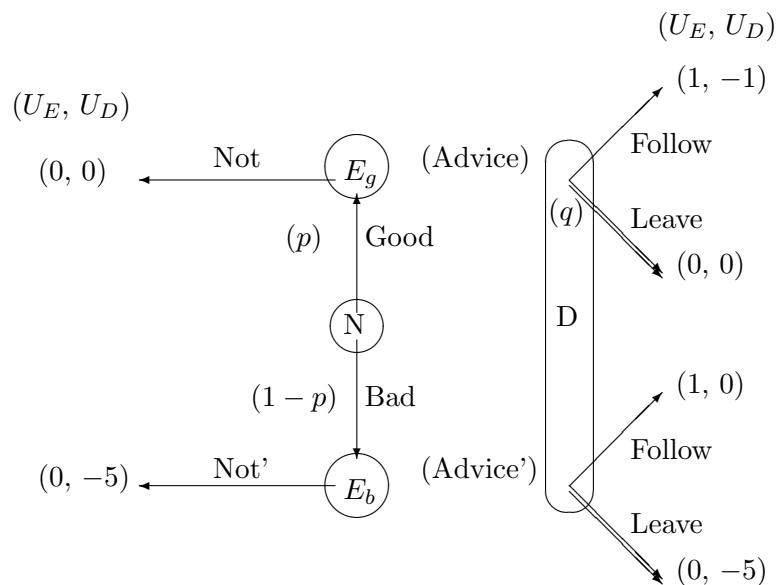 (U_E, U_D)
(1, −1)
(U_E, U_D)
Not
(Advice)
Follow
(0, 0)
E_g
(q)
Leave
(p)
Good
(0, 0)
N
D
(1 − p)
Bad
(1, 0)
Follow
(0, −5)
Not'
E_b
(Advice')
Leave
(0, −5)